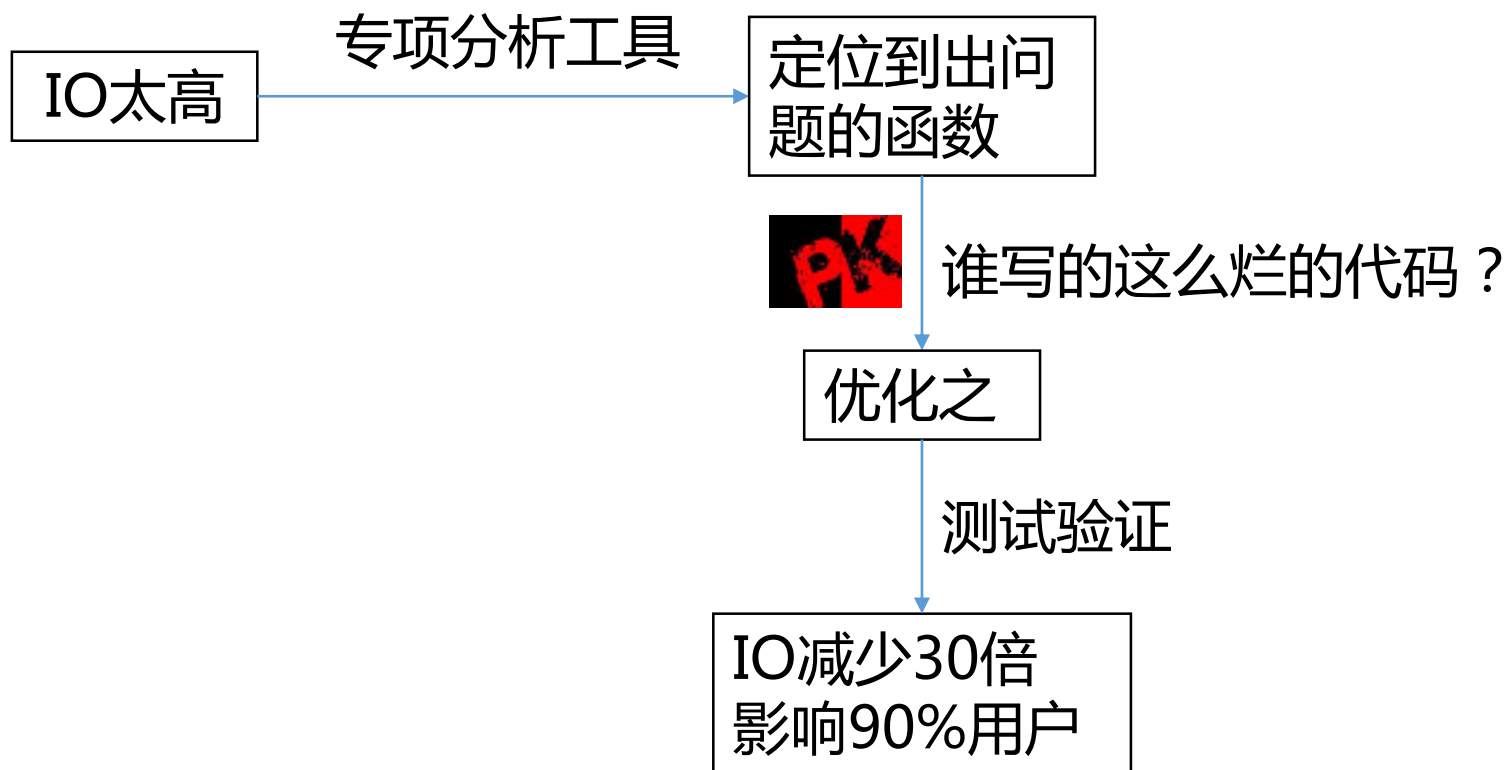 IO太高
专项分析工具
定位到出问
题的函数
PK
谁写的这么烂的代码？
优化之
测试验证
IO减少30倍
影响90%用户